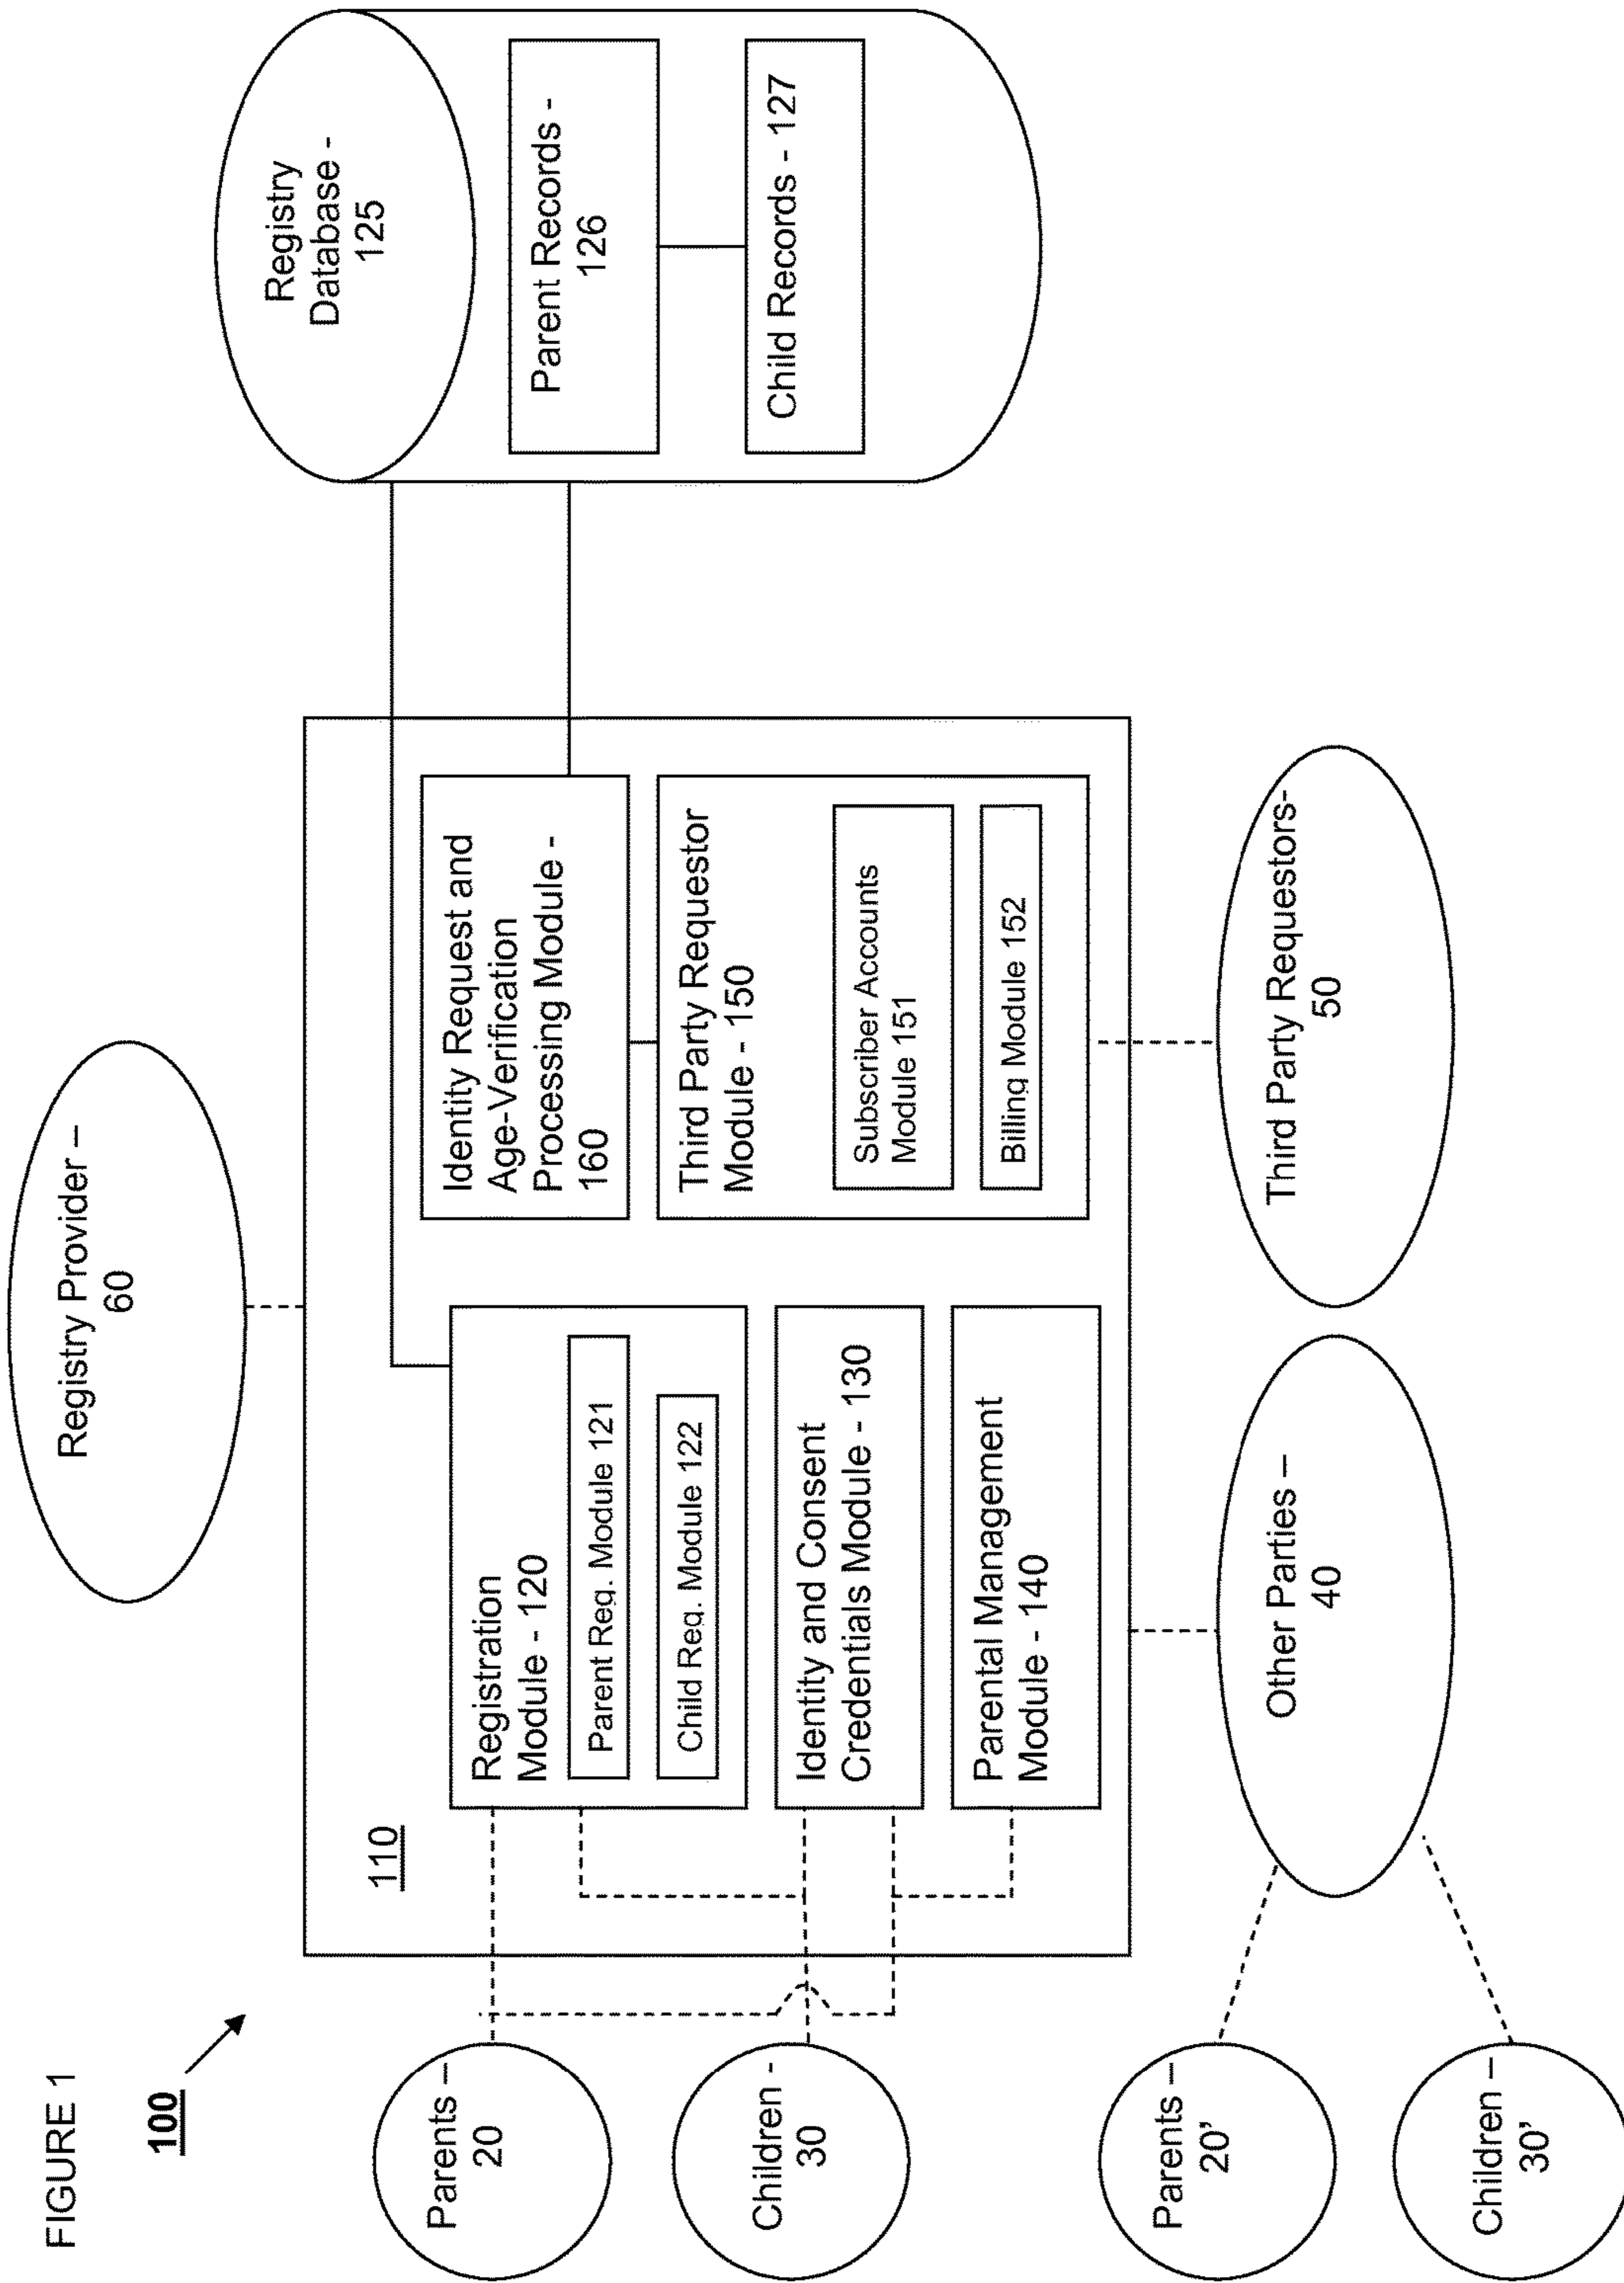 FIGURE 1
100
Registry Provider –
60
110
Parents –
20
Children -
30
Registration
Module - 120
Parent Reg. Module 121
Child Reg. Module 122
Identity and Consent
Credentials Module - 130
Parental Management
Module - 140
Identity Request and
Age-Verification
Processing Module -
160
Third Party Requestor
Module - 150
Subscriber Accounts
Module 151
Billing Module 152
Registry
Database -
125
Parent Records -
126
Child Records - 127
Parents –
20’
Children –
30’
Other Parties –
40
Third Party Requestors-
50